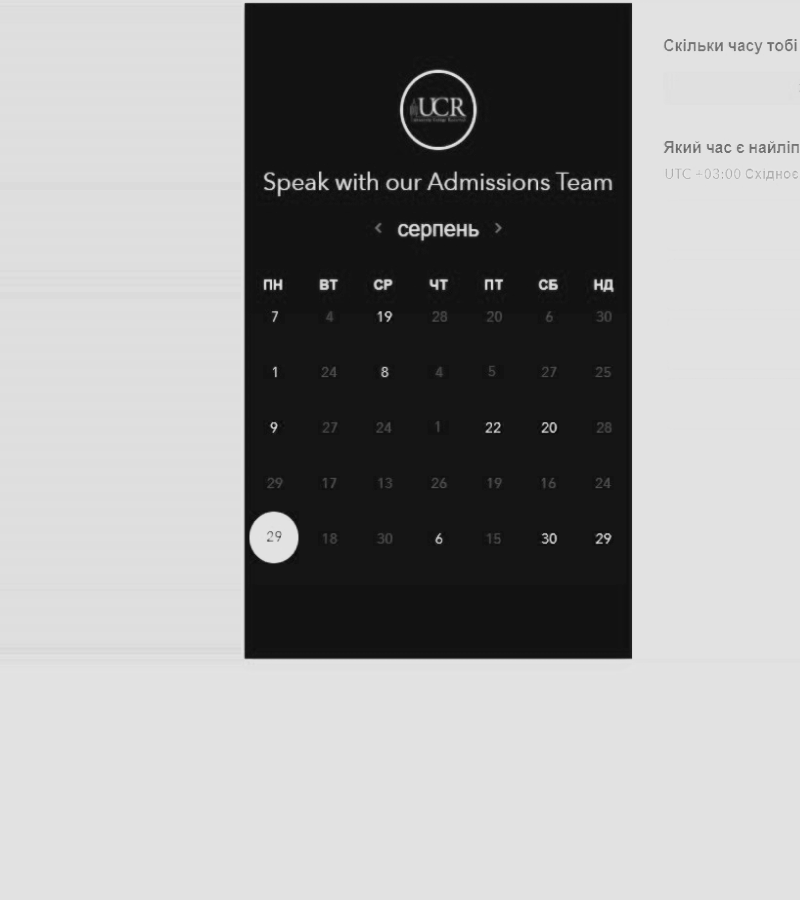 UCR
Speak with our Admissions Team
< серпень >
ПН ВТ СР ЧТ ПТ СБ НД
7 4 19 28 20 6 30
1 24 8 4 5 27 25
9 27 24 1 22 20 28
29 17 13 26 19 16 24
29 18 30 6 15 30 29
Скільки часу тобі
Який час є найліп
UTC +03:00 Східноє